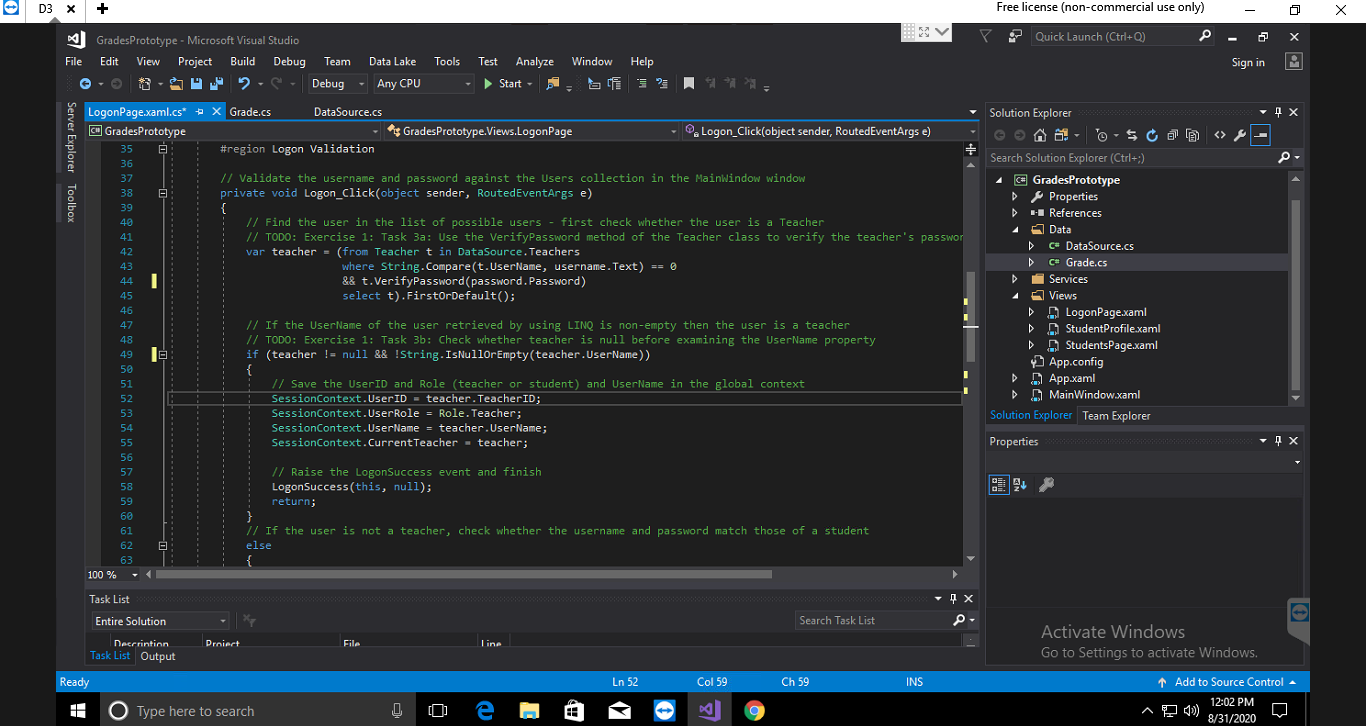 D3
Free license (non-commercial use only)
GradesPrototype - Microsoft Visual Studio
Quick Launch (Ctrl+Q)
File Edit View Project Build Debug Team Data Lake Tools Test Analyze Window Help
Sign in
Debug Any CPU Start
Server Explorer
Toolbox
LogonPage.xaml.cs* Grade.cs DataSource.cs
GradesPrototype GradesPrototype.Views.LogonPage Logon_Click(object sender, RoutedEventArgs e)
35 #region Logon Validation
36
37 // Validate the username and password against the Users collection in the MainWindow window
38 private void Logon_Click(object sender, RoutedEventArgs e)
39 {
40 // Find the user in the list of possible users - first check whether the user is a Teacher
41 // TODO: Exercise 1: Task 3a: Use the VerifyPassword method of the Teacher class to verify the teacher's passwor
42 var teacher = (from Teacher t in DataSource.Teachers
43 where String.Compare(t.UserName, username.Text) == 0
44 && t.VerifyPassword(password.Password)
45 select t).FirstOrDefault();
46
47 // If the UserName of the user retrieved by using LINQ is non-empty then the user is a teacher
48 // TODO: Exercise 1: Task 3b: Check whether teacher is null before examining the UserName property
49 if (teacher != null && !String.IsNullOrEmpty(teacher.UserName))
50 {
51 // Save the UserID and Role (teacher or student) and UserName in the global context
52 SessionContext.UserID = teacher.TeacherID;
53 SessionContext.UserRole = Role.Teacher;
54 SessionContext.UserName = teacher.UserName;
55 SessionContext.CurrentTeacher = teacher;
56
57 // Raise the LogonSuccess event and finish
58 LogonSuccess(this, null);
59 return;
60 }
61 // If the user is not a teacher, check whether the username and password match those of a student
62 else
63 {
100 %
Task List
Entire Solution
Search Task List
Description Project File Line
Task List Output
Solution Explorer
Search Solution Explorer (Ctrl+;)
GradesPrototype
Properties
References
Data
DataSource.cs
Grade.cs
Services
Views
LogonPage.xaml
StudentProfile.xaml
StudentsPage.xaml
App.config
App.xaml
MainWindow.xaml
Solution Explorer Team Explorer
Properties
Activate Windows
Go to Settings to activate Windows.
Ready Ln 52 Col 59 Ch 59 INS Add to Source Control
Type here to search
12:02 PM
8/31/2020